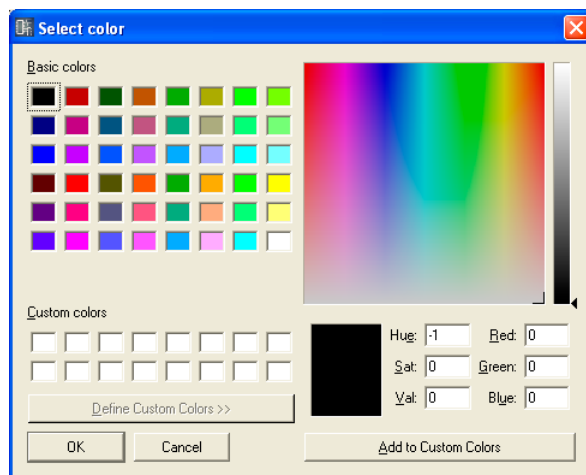 Select color
Basic colors
Custom colors
Define Custom Colors >>
OK
Cancel
Hue: -1
Red: 0
Sat: 0
Green: 0
Val: 0
Blue: 0
Add to Custom Colors